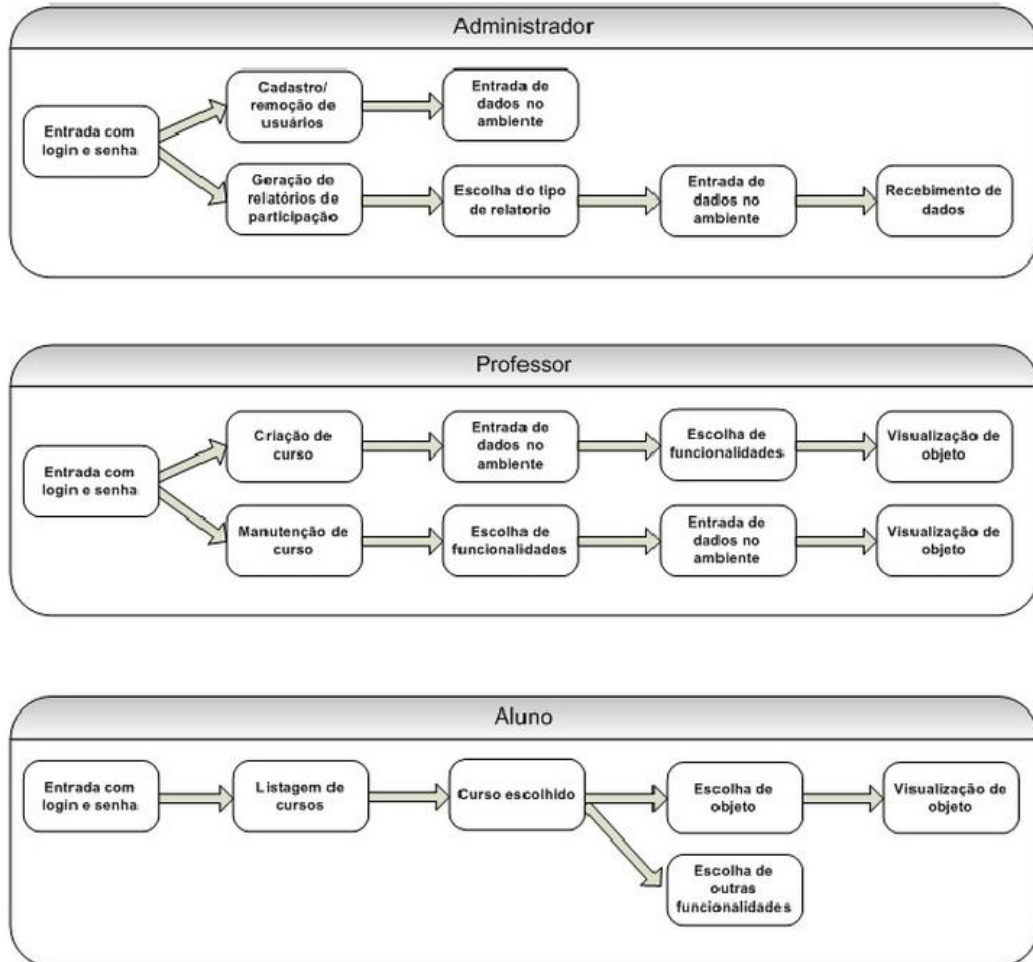 Administrador
Entrada com
login e senha
Cadastro/
remoção de
usuários
Entrada de
dados no
ambiente
Geração de
relatórios de
participação
Escolha do tipo
de relatorio
Entrada de
dados no
ambiente
Recebimento de
dados
Professor
Entrada com
login e senha
Criação de
curso
Entrada de
dados no
ambiente
Escolha de
funcionalidades
Visualização de
objeto
Manutenção de
curso
Escolha de
funcionalidades
Entrada de
dados no
ambiente
Visualização de
objeto
Aluno
Entrada com
login e senha
Listagem de
cursos
Curso escolhido
Escolha de
objeto
Visualização de
objeto
Escolha de
outras
funcionalidades